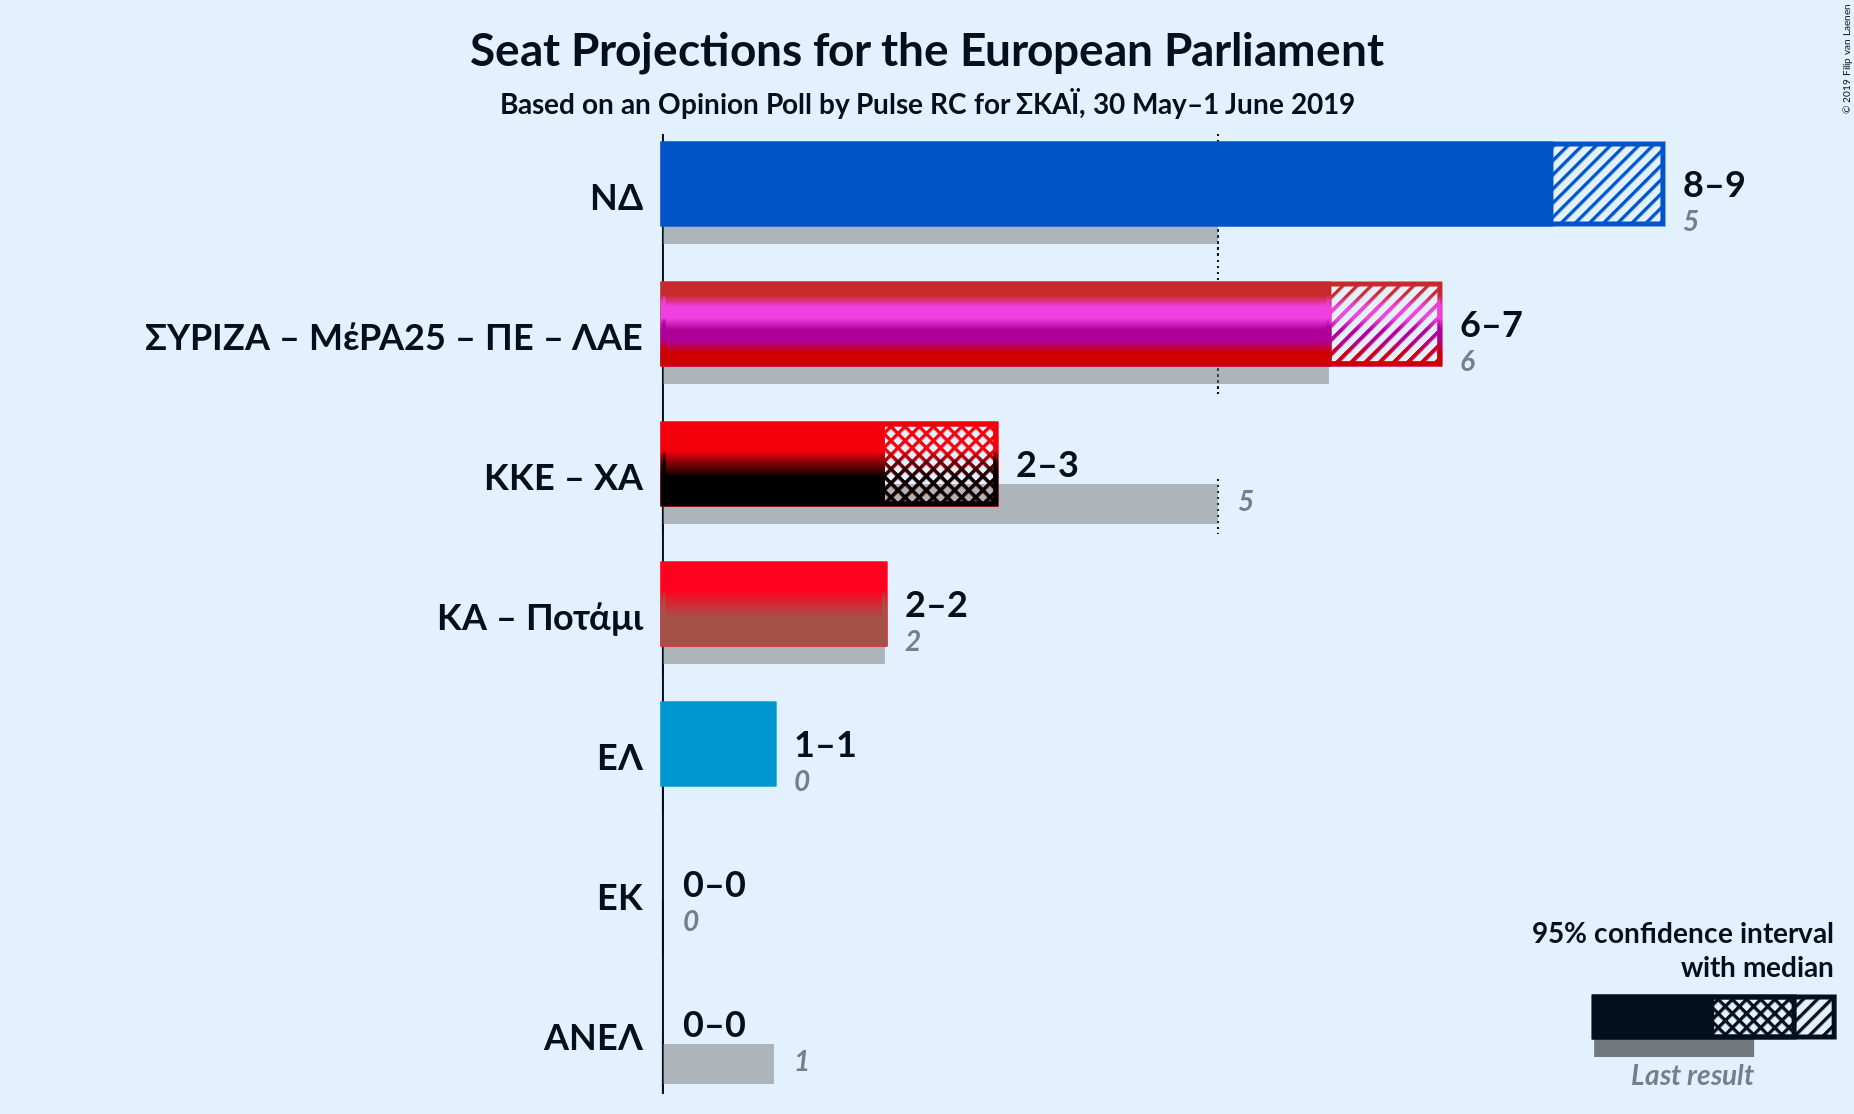 Seat Projections for the European Parliament
Based on an Opinion Poll by Pulse RC for ΣΚΑΪ, 30 May–1 June 2019
© 2019 Filip van Laenen
ΝΔ
8–9
5
ΣΥΡΙΖΑ – ΜέΡΑ25 – ΠΕ – ΛΑΕ
6–7
6
ΚΚΕ – ΧΑ
2–3
5
ΚΑ – Ποτάμι
2–2
2
ΕΛ
1–1
0
ΕΚ
0–0
0
ΑΝΕΛ
0–0
1
95% confidence interval
with median
Last result